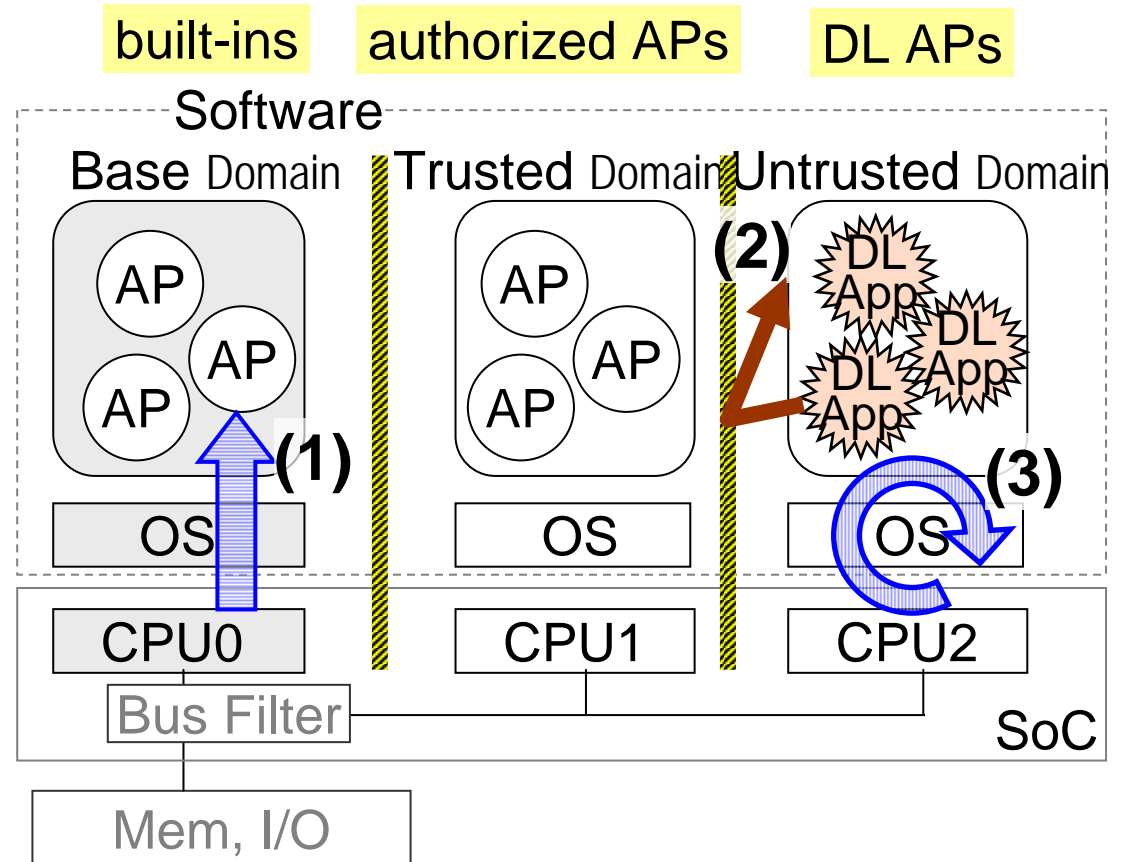 built-ins
authorized APs
DL APs
Software
Base Domain
Trusted Domain
Untrusted Domain
AP
AP
AP
(1)
AP
AP
AP
(2)
DL
App
DL
App
DL
App
(3)
OS
OS
OS
CPU0
CPU1
CPU2
Bus Filter
SoC
Mem, I/O